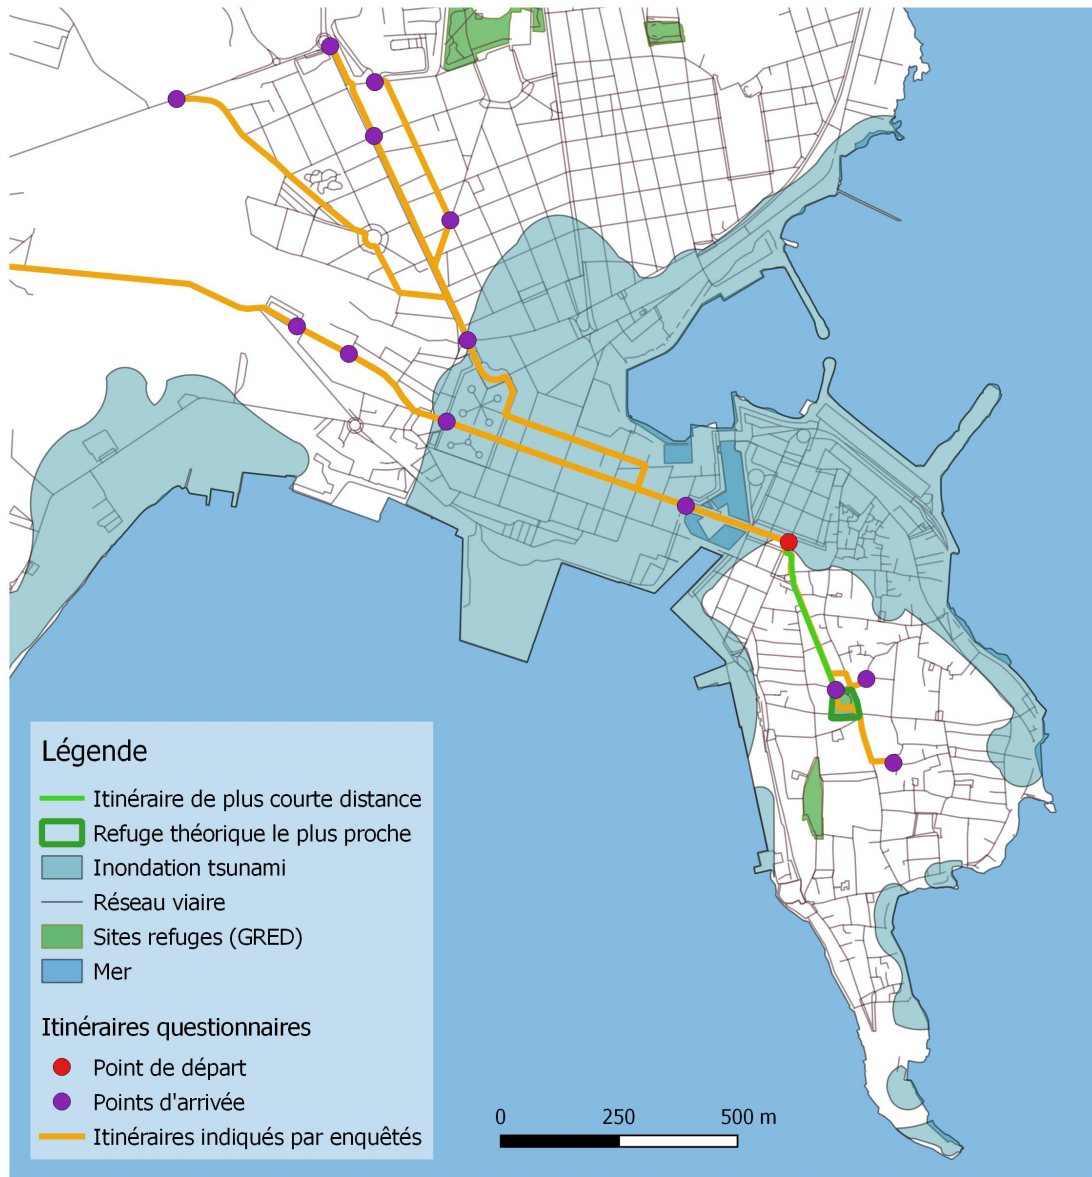 Légende
Itinéraire de plus courte distance
Refuge théorique le plus proche
Inondation tsunami
Réseau viaire
Sites refuges (GRED)
Mer
Itinéraires questionnaires
Point de départ
Points d'arrivée
Itinéraires indiqués par enquêtés
0 250 500 m